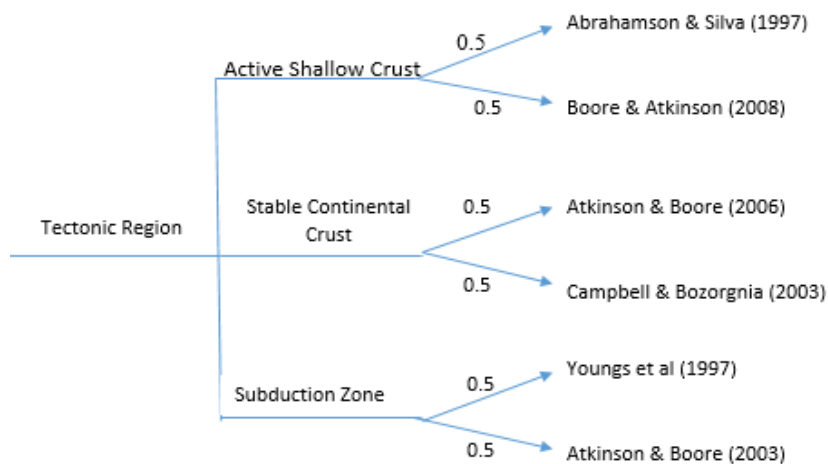 0.5
Abrahamson & Silva (1997)
Active Shallow Crust
0.5
Boore & Atkinson (2008)
Tectonic Region
Stable Continental
Crust
0.5
Atkinson & Boore (2006)
0.5
Campbell & Bozorgnia (2003)
Subduction Zone
0.5
Youngs et al (1997)
0.5
Atkinson & Boore (2003)